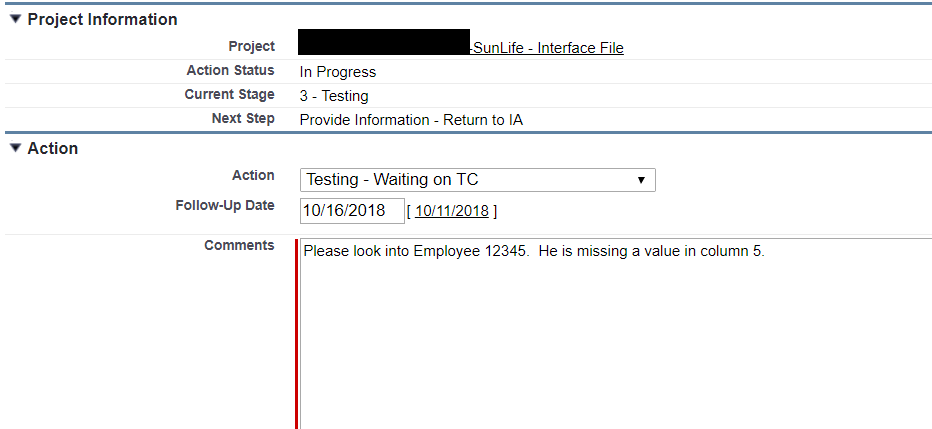 Project Information
Project -SunLife - Interface File
Action Status In Progress
Current Stage 3 - Testing
Next Step Provide Information - Return to IA
Action
Action Testing - Waiting on TC
Follow-Up Date 10/16/2018 [ 10/11/2018 ]
Comments Please look into Employee 12345.  He is missing a value in column 5.